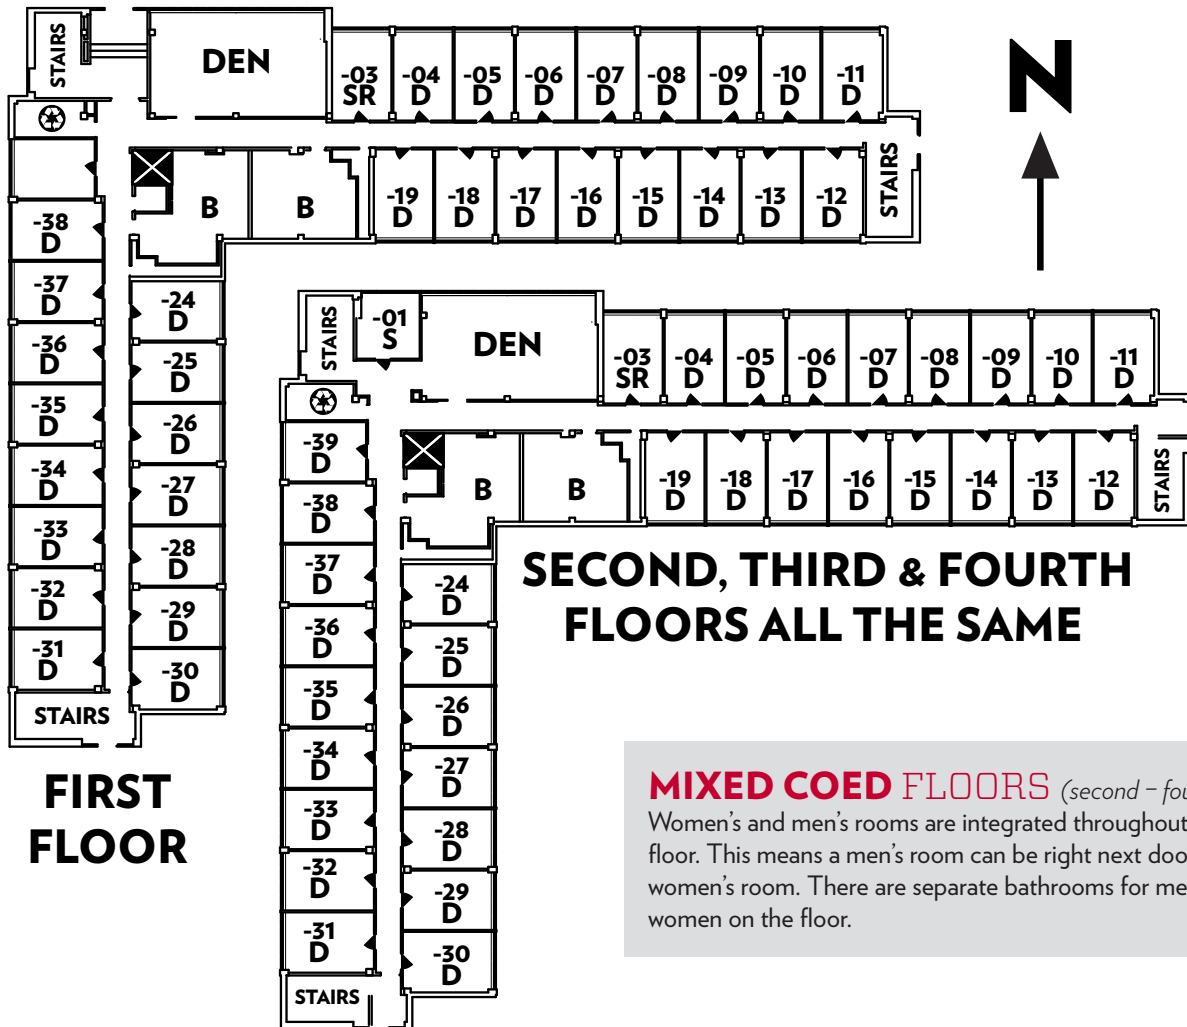 STAIRS
DEN
-03
SR
-04
D
-05
D
-06
D
-07
D
-08
D
-09
D
-10
D
-11
D
B
B
-19
D
-18
D
-17
D
-16
D
-15
D
-14
D
-13
D
-12
D
STAIRS
-38
D
-37
D
-36
D
-35
D
-34
D
-33
D
-32
D
-31
D
-24
D
-25
D
-26
D
-27
D
-28
D
-29
D
-30
D
STAIRS
FIRST
FLOOR
N
STAIRS
-01
S
DEN
-03
SR
-04
D
-05
D
-06
D
-07
D
-08
D
-09
D
-10
D
-11
D
B
B
-19
D
-18
D
-17
D
-16
D
-15
D
-14
D
-13
D
-12
D
STAIRS
-39
D
-38
D
-37
D
-36
D
-35
D
-34
D
-33
D
-32
D
-31
D
-24
D
-25
D
-26
D
-27
D
-28
D
-29
D
-30
D
STAIRS
SECOND, THIRD & FOURTH
FLOORS ALL THE SAME
MIXED COED FLOORS (second – fou
Women's and men's rooms are integrated throughout
floor. This means a men's room can be right next doo
women's room. There are separate bathrooms for me
women on the floor.